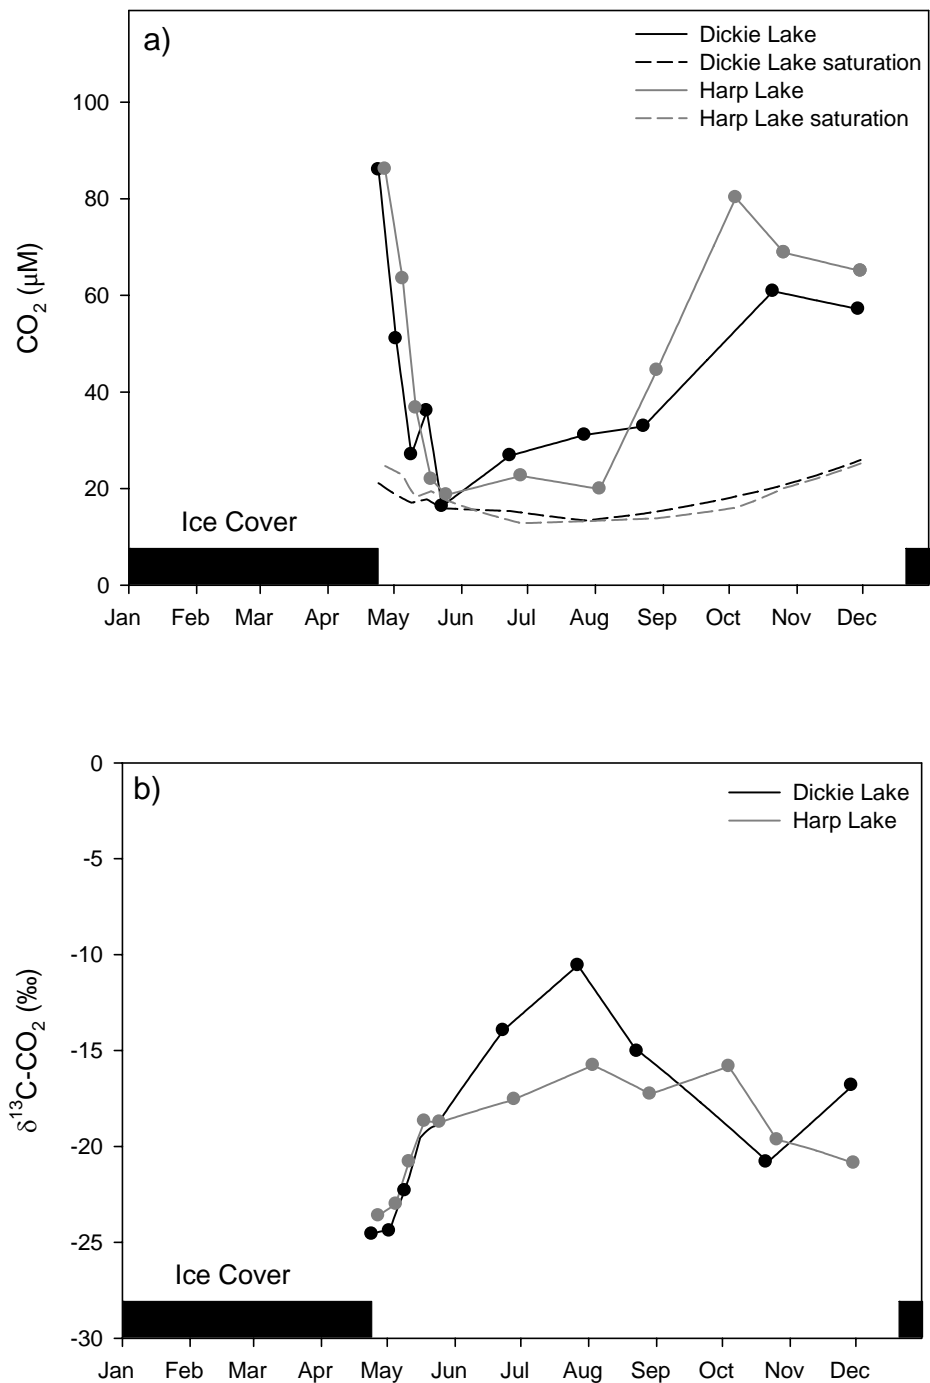 a)
Dickie Lake
Dickie Lake saturation
Harp Lake
Harp Lake saturation
100
80
60
40
20
0
CO2 (μM)
Ice Cover
Jan Feb Mar Apr May Jun Jul Aug Sep Oct Nov Dec
b)
Dickie Lake
Harp Lake
0
-5
-10
-15
-20
-25
-30
δ13C-CO2 (‰)
Ice Cover
Jan Feb Mar Apr May Jun Jul Aug Sep Oct Nov Dec